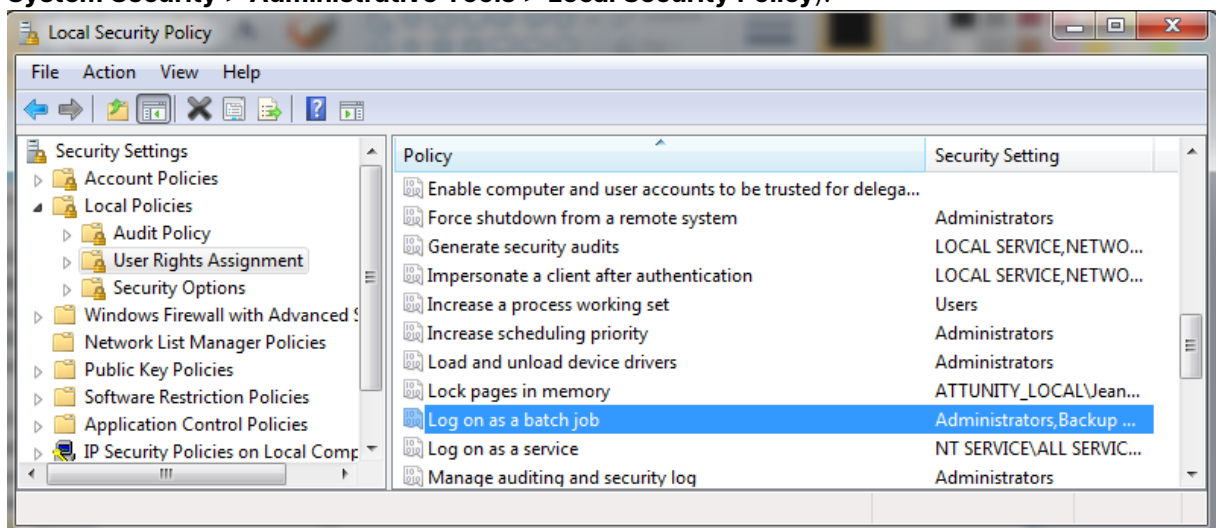 System Security > Administrative Tools > Local Security Policy).
Local Security Policy
File Action View Help
Security Settings
Account Policies
Local Policies
Audit Policy
User Rights Assignment
Security Options
Windows Firewall with Advanced
Network List Manager Policies
Public Key Policies
Software Restriction Policies
Application Control Policies
IP Security Policies on Local Comp
Policy Security Setting
Enable computer and user accounts to be trusted for delega...
Force shutdown from a remote system Administrators
Generate security audits LOCAL SERVICE,NETWO...
Impersonate a client after authentication LOCAL SERVICE,NETWO...
Increase a process working set Users
Increase scheduling priority Administrators
Load and unload device drivers Administrators
Lock pages in memory ATTUNITY_LOCAL\Jean...
Log on as a batch job Administrators,Backup ...
Log on as a service NT SERVICE\ALL SERVIC...
Manage auditing and security log Administrators